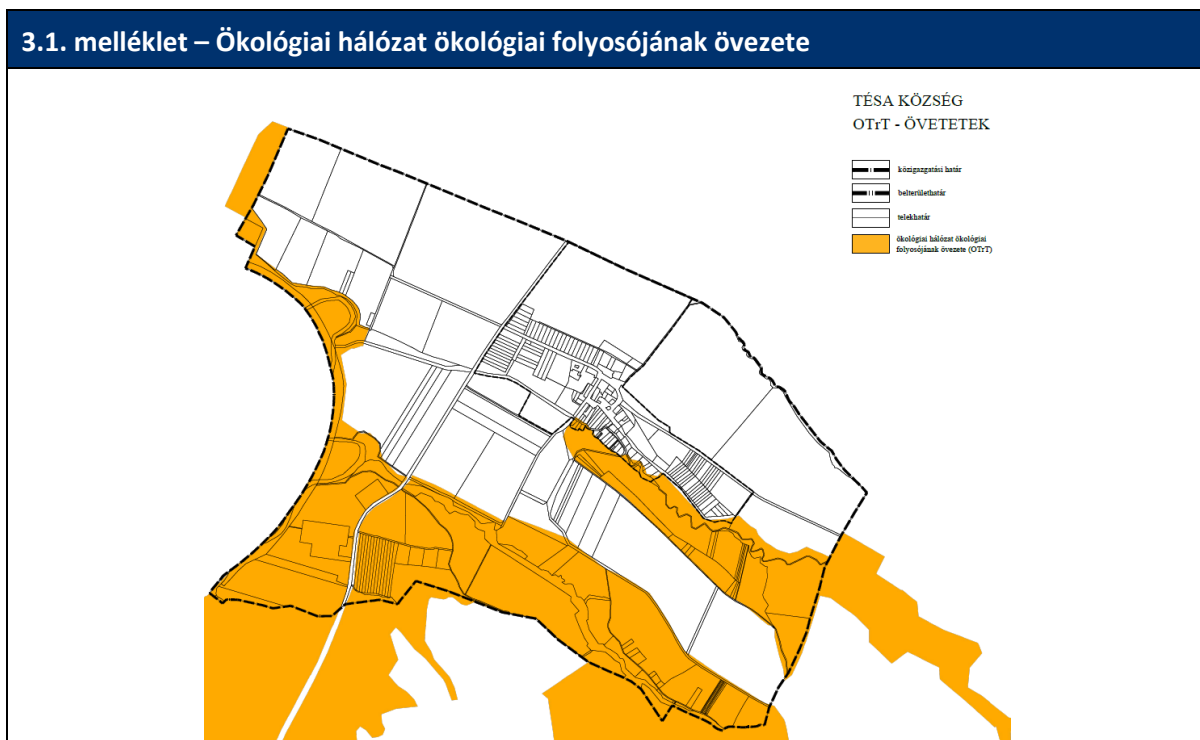 3.1. melléklet – Ökológiai hálózat ökológiai folyosójának övezete
TÉSA KÖZSÉG
OTrT - ÖVETETEK
közigazgatási határ
belterülethatár
telekhatár
ökológiai hálózat ökológiai
folyosójának övezete (OTrT)